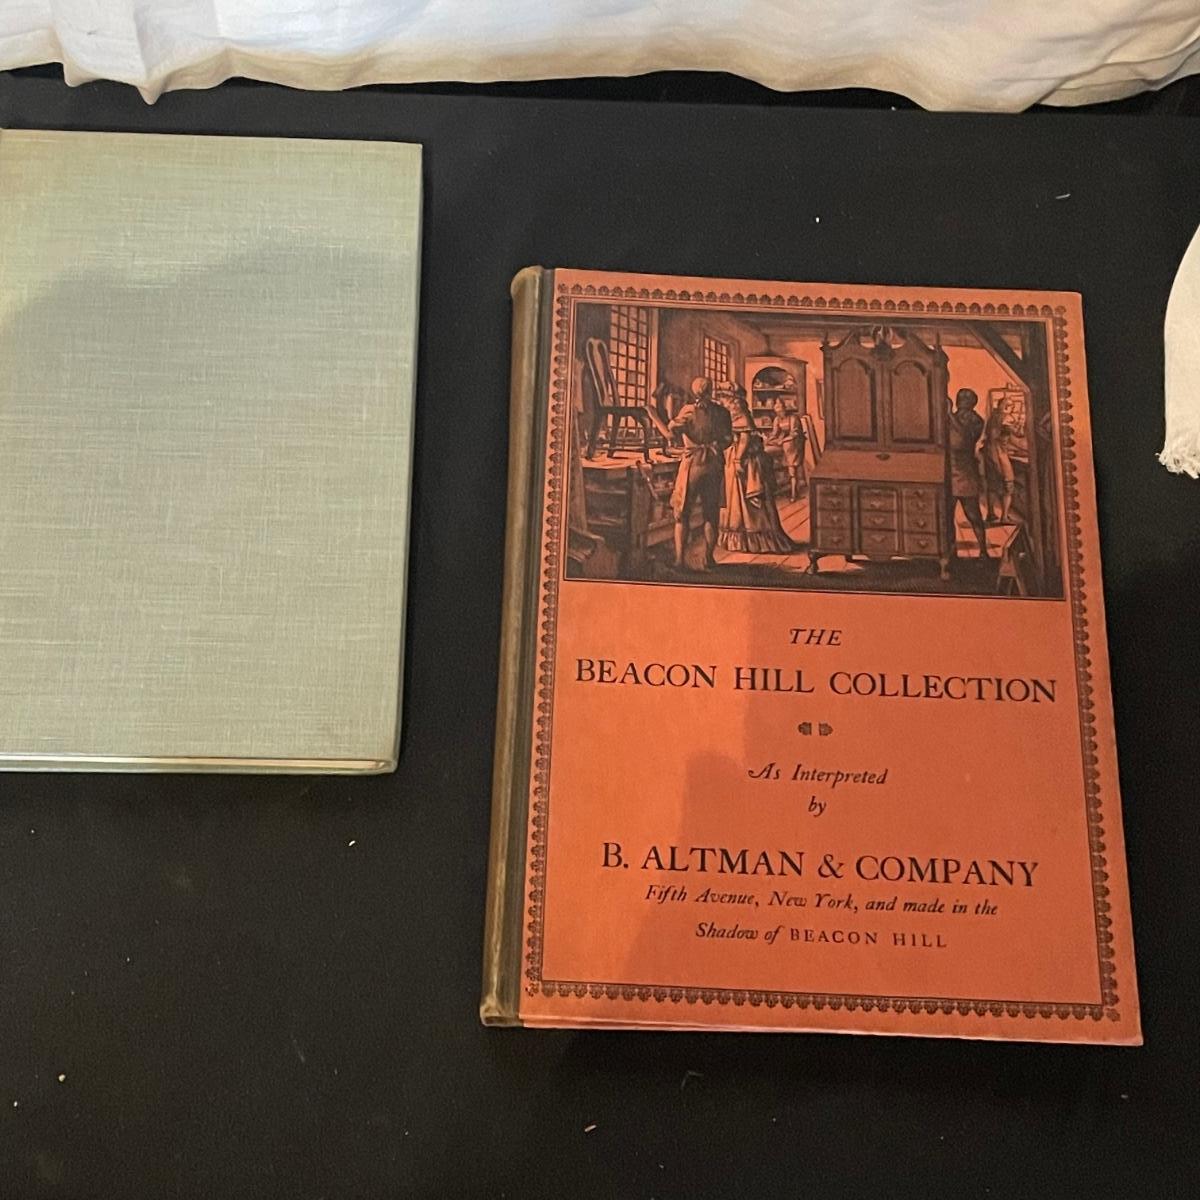 THE
BEACON HILL COLLECTION
As Interpreted
by
B. ALTMAN & COMPANY
Fifth Avenue, New York, and made in the
Shadow of BEACON HILL